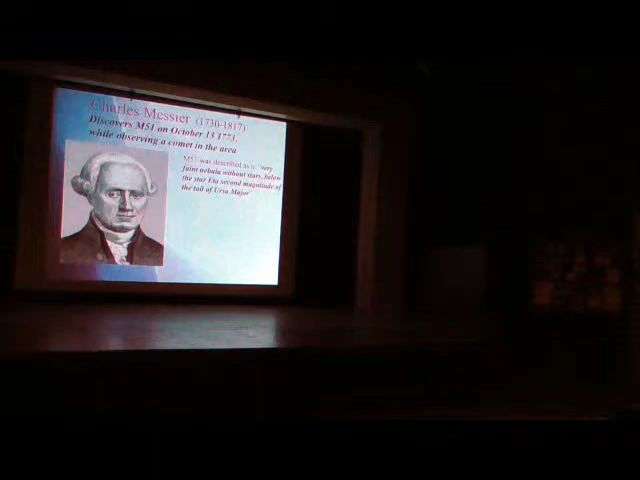 Charles Messier (1730-1817)
Discovers M51 on October 13 1773,
while observing a comet in the area
M51 was described as a "very
faint nebula without stars, below
the star Eta second magnitude of
the tail of Ursa Major"